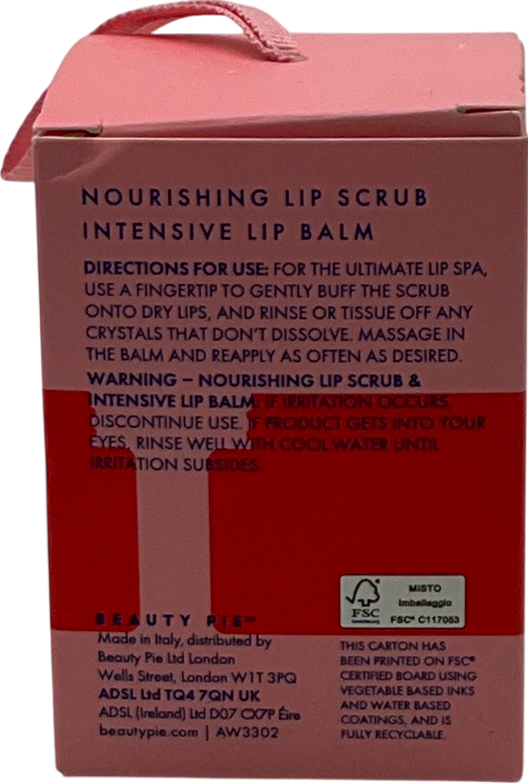 NOURISHING LIP SCRUB
INTENSIVE LIP BALM
DIRECTIONS FOR USE: FOR THE ULTIMATE LIP SPA,
USE A FINGERTIP TO GENTLY BUFF THE SCRUB
ONTO DRY LIPS, AND RINSE OR TISSUE OFF ANY
CRYSTALS THAT DON'T DISSOLVE. MASSAGE IN
THE BALM AND REAPPLY AS OFTEN AS DESIRED.
WARNING – NOURISHING LIP SCRUB &
INTENSIVE LIP BALM: IF IRRITATION OCCURS,
DISCONTINUE USE. IF PRODUCT GETS INTO YOUR
EYES, RINSE WELL WITH COOL WATER UNTIL
IRRITATION SUBSIDES.
BEAUTY PIE™
Made in Italy, distributed by
Beauty Pie Ltd London
Wells Street, London W1T 3PQ
ADSL Ltd TQ4 7QN UK
ADSL (Ireland) Ltd D07 CX7P Éire
beautypie.com | AW3302
FSC
MISTO
Imballaggio
FSC® C117053
THIS CARTON HAS
BEEN PRINTED ON FSC®
CERTIFIED BOARD USING
VEGETABLE BASED INKS
AND WATER BASED
COATINGS, AND IS
FULLY RECYCLABLE.